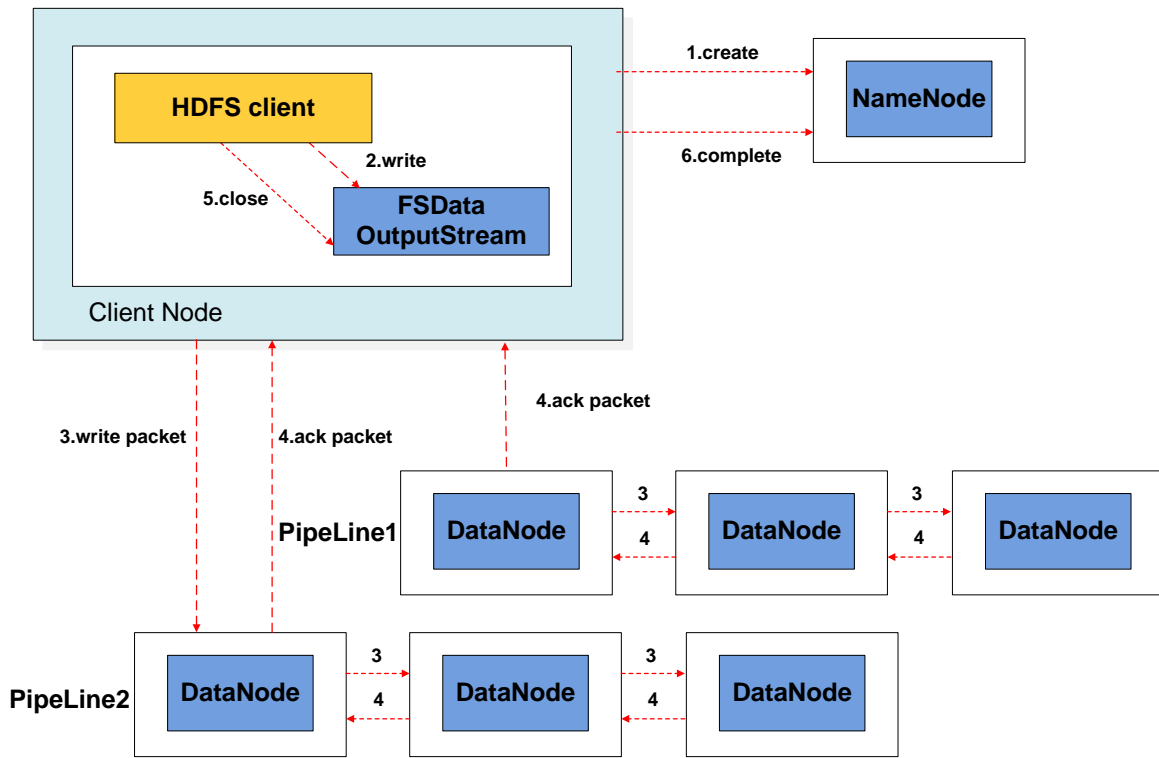 1.create
HDFS client
NameNode
2.write
6.complete
5.close
FSData
OutputStream
Client Node
4.ack packet
3.write packet
4.ack packet
3
3
PipeLine1
DataNode
DataNode
DataNode
4
4
3
3
PipeLine2
DataNode
DataNode
DataNode
4
4